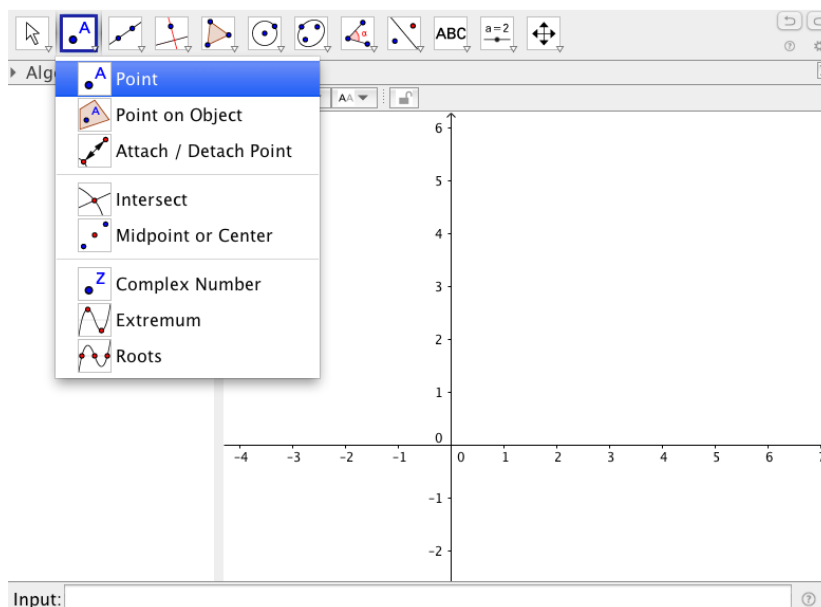 A
α
ABC
a=2
Alg
A Point
A Point on Object
Attach / Detach Point
Intersect
Midpoint or Center
Z Complex Number
Extremum
Roots
AA
6
5
4
3
2
1
0
-4 -3 -2 -1 0 1 2 3 4 5 6 7
-1
-2
Input: